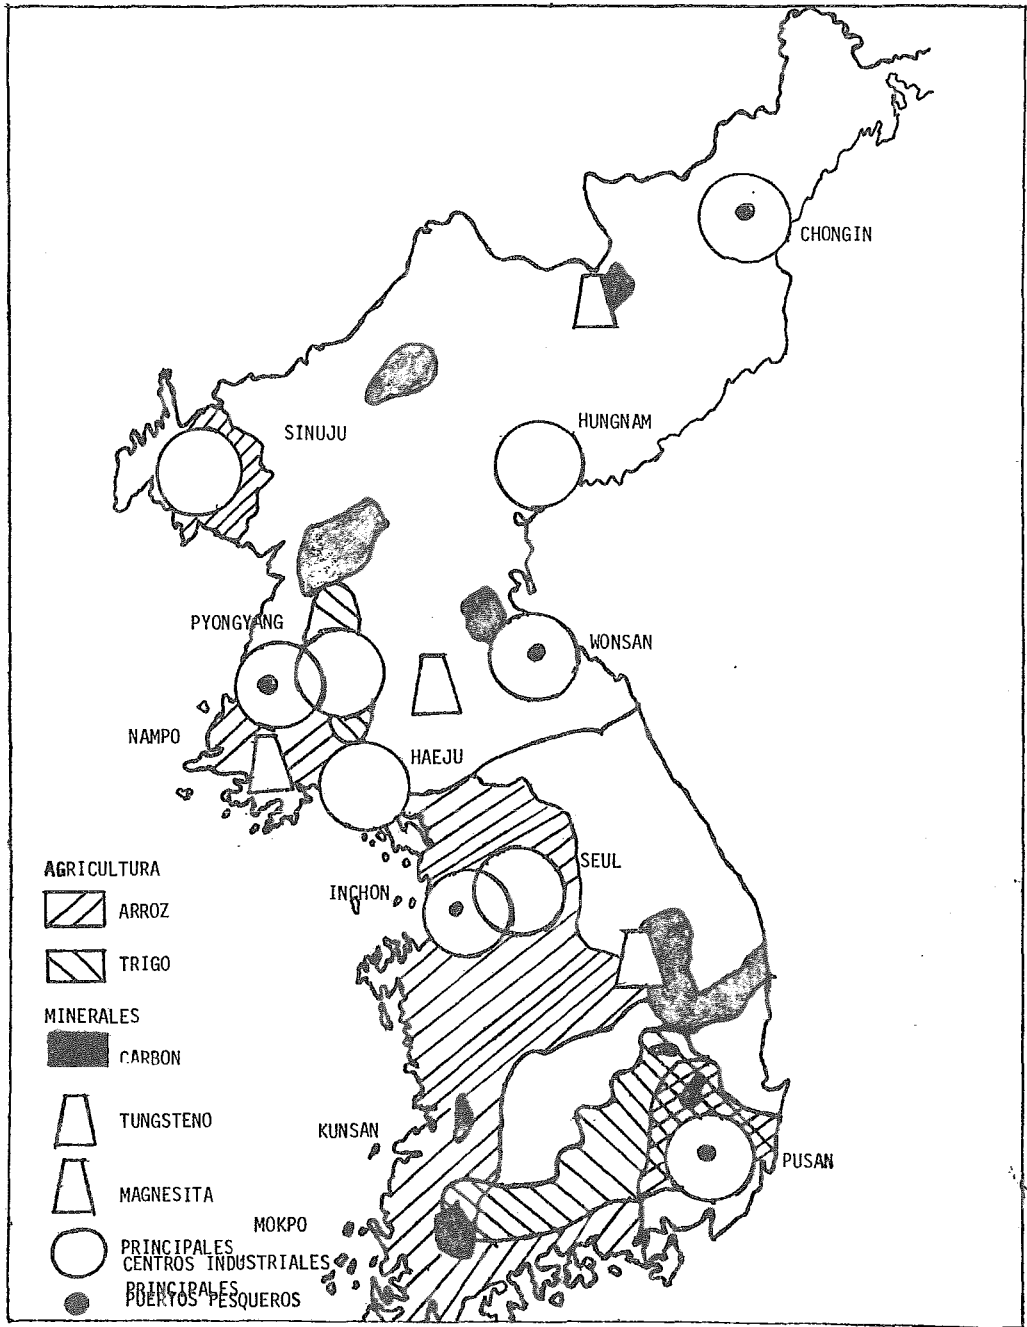 CHONGIN
HUNGNAM
SINUJU
PYONGYANG
WONSAN
NAMPO
HAEJU
SEUL
INCHON
KUNSAN
PUSAN
MOKPO
AGRICULTURA
ARROZ
TRIGO
MINERALES
CARBON
TUNGSTENO
MAGNESITA
PRINCIPALES
CENTROS INDUSTRIALES
PRINCIPALES
PUERTOS PESQUEROS